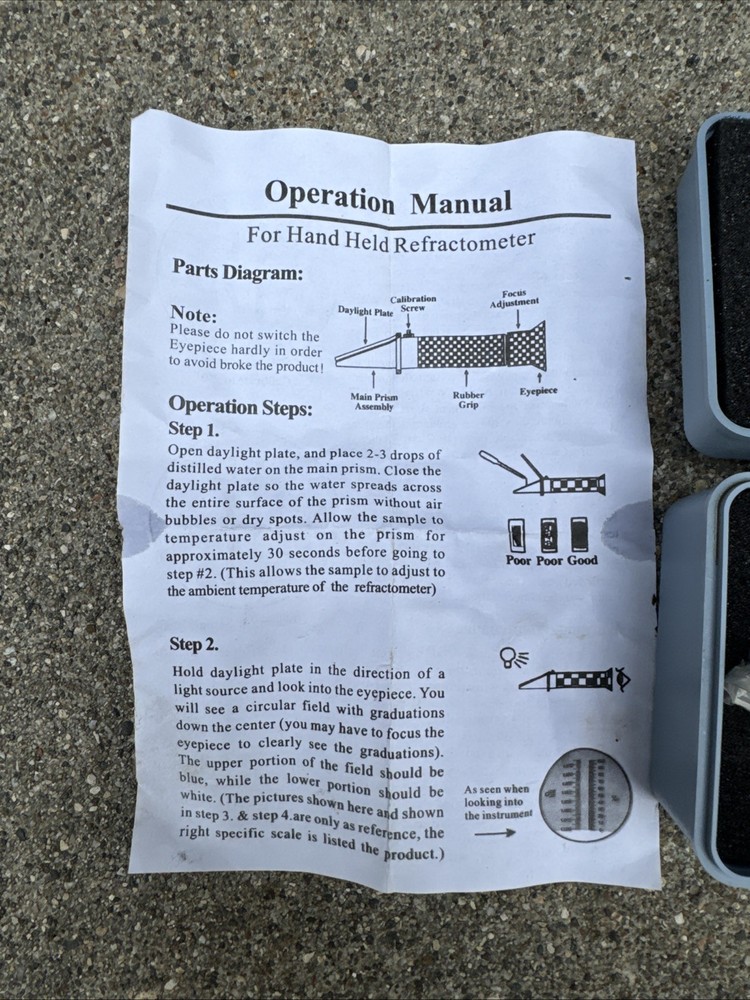 Operation Manual
For Hand Held Refractometer
Parts Diagram:
Note:
Please do not switch the
Eyepiece hardly in order
to avoid broke the product!
Daylight Plate
Calibration
Screw
Focus
Adjustment
Main Prism
Assembly
Rubber
Grip
Eyepiece
Operation Steps:
Step 1.
Open daylight plate, and place 2-3 drops of
distilled water on the main prism. Close the
daylight plate so the water spreads across
the entire surface of the prism without air
bubbles or dry spots. Allow the sample to
temperature adjust on the prism for
approximately 30 seconds before going to
step #2. (This allows the sample to adjust to
the ambient temperature of the refractometer)
Poor Poor Good
Step 2.
Hold daylight plate in the direction of a
light source and look into the eyepiece. You
will see a circular field with graduations
down the center (you may have to focus the
eyepiece to clearly see the graduations).
The upper portion of the field should be
blue, while the lower portion should be
white. (The pictures shown here and shown
in step 3. & step 4.are only as reference, the
right specific scale is listed the product.)
As seen when
looking into
the instrument